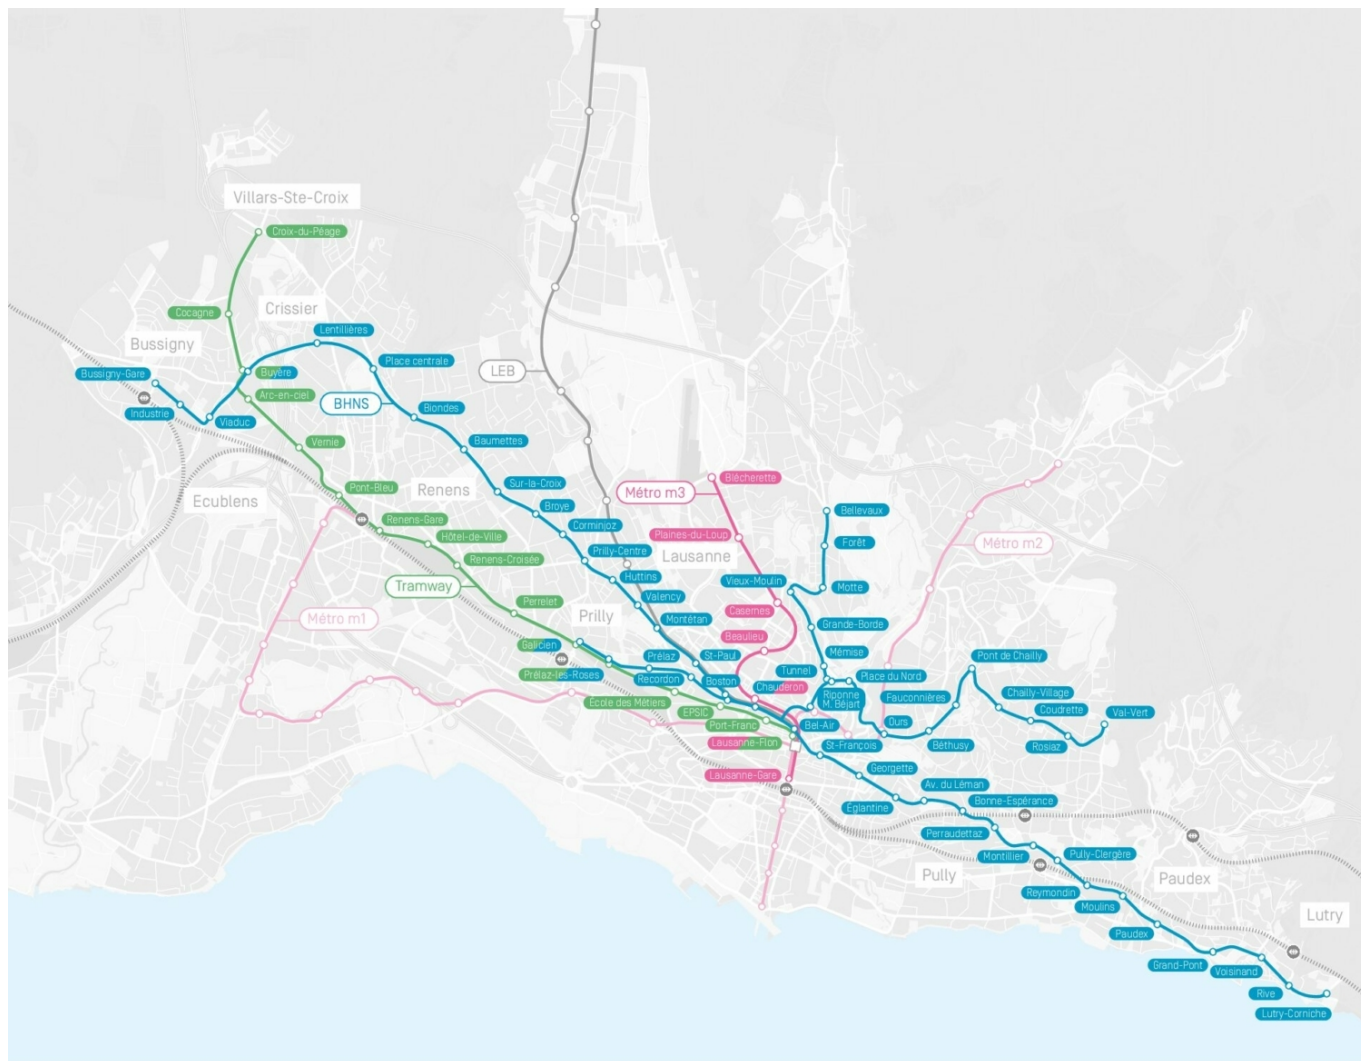 Villars-Ste-Croix
Croix-du-Péage
Cocagne
Crissier
Lentillères
Bussigny
Place centrale
Bussigny-Gare
Buyère
LEB
Arc-en-ciel
BHNS
Industrie
Viaduc
Biondes
Vernie
Baumettes
Blécherette
Sur-la-Croix
Pont-Bleu
Renens
Métro m3
Ecublens
Broye
Bellevaux
Renens-Gare
Corminjoz
Plaines-du-Loup
Hôtel-de-Ville
Métro m2
Forêt
Prilly-Centre
Lausanne
Renens-Croisée
Huttins
Vieux-Moulin
Tramway
Motte
Valency
Perrelet
Casernes
Métro m1
Prilly
Montétan
Grande-Borde
Beaulieu
Galicien
Mémise
Prélaz
St-Paul
Pont de Chailly
Tunnel
Prélaz-les-Roses
Recordon
Boston
Place du Nord
Chauderon
Riponne
M. Béjart
Fauconnières
Chailly-Village
École des Métiers
Coudrette
Val-Vert
EPSIC
Port-Franc
Bel-Air
Ours
Lausanne-Flon
St-François
Béthusy
Rosiaz
Georgette
Lausanne-Gare
Av. du Léman
Églantine
Bonne-Espérance
Perraudettaz
Montillier
Pully-Clergère
Pully
Paudex
Reymondin
Moulins
Lutry
Paudex
Grand-Pont
Voisinand
Rive
Lutry-Corniche